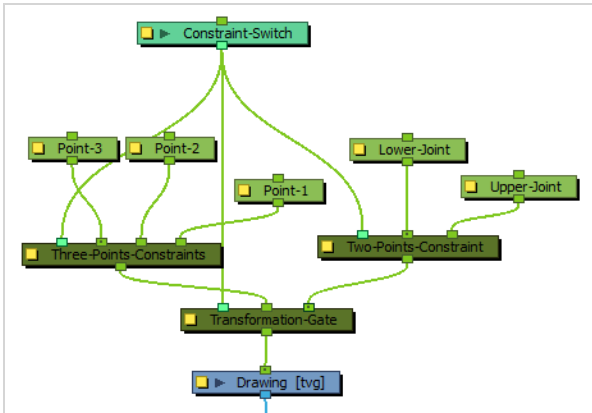 Constraint-Switch
Point-3
Point-2
Lower-Joint
Point-1
Upper-Joint
Three-Points-Constraints
Two-Points-Constraint
Transformation-Gate
Drawing [tvg]